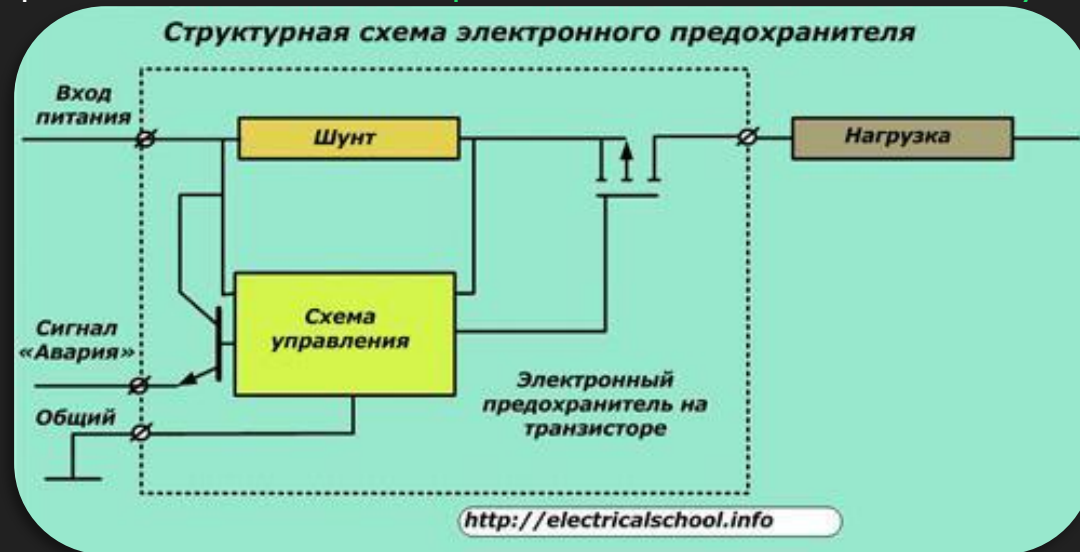 Структурная схема электронного предохранителя
Вход
питания
Шунт
Нагрузка
Схема
управления
Сигнал
«Авария»
Общий
Электронный
предохранитель на
транзисторе
http://electricalschool.info